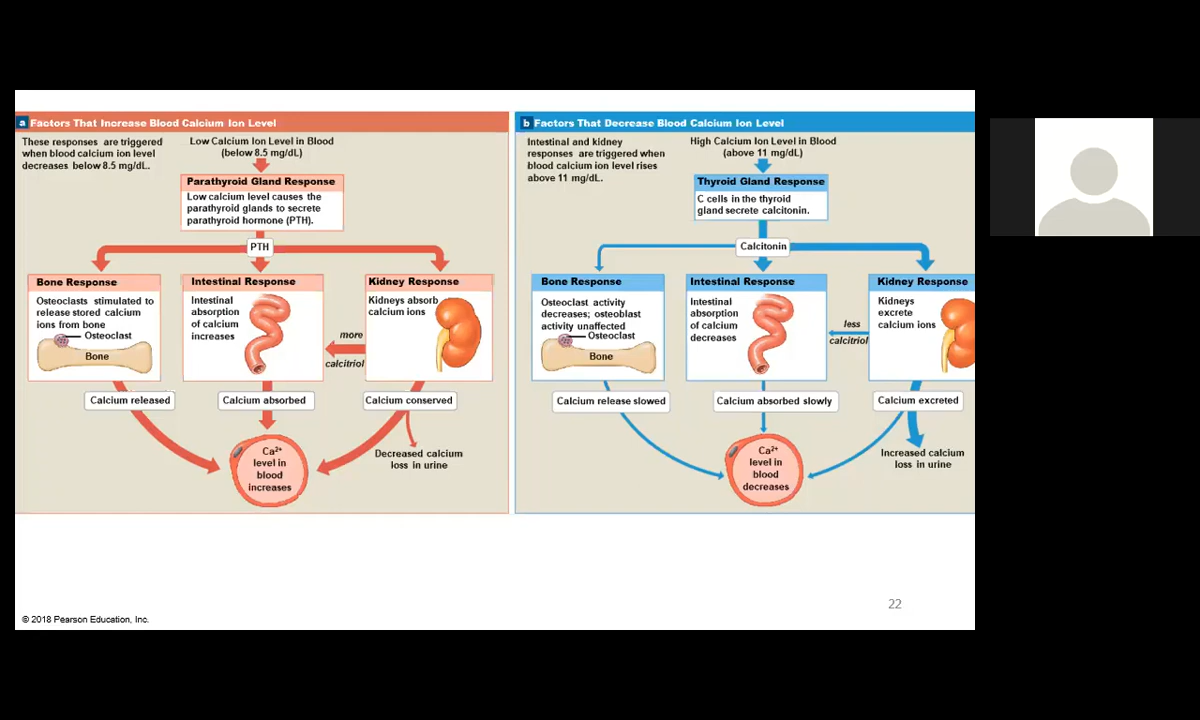 a Factors That Increase Blood Calcium Ion Level
These responses are triggered
when blood calcium ion level
decreases below 8.5 mg/dL.
Low Calcium Ion Level in Blood
(below 8.5 mg/dL)
Parathyroid Gland Response
Low calcium level causes the
parathyroid glands to secrete
parathyroid hormone (PTH).
PTH
Bone Response
Osteoclasts stimulated to
release stored calcium
ions from bone
Osteoclast
Bone
Intestinal Response
Intestinal
absorption
of calcium
increases
Kidney Response
Kidneys absorb
calcium ions
more
calcitriol
Calcium released
Calcium absorbed
Calcium conserved
Decreased calcium
loss in urine
Ca2+
level in
blood
increases
b Factors That Decrease Blood Calcium Ion Level
Intestinal and kidney
responses are triggered when
blood calcium ion level rises
above 11 mg/dL.
High Calcium Ion Level in Blood
(above 11 mg/dL)
Thyroid Gland Response
C cells in the thyroid
gland secrete calcitonin.
Calcitonin
Bone Response
Osteoclast activity
decreases; osteoblast
activity unaffected
Osteoclast
Bone
Intestinal Response
Intestinal
absorption
of calcium
decreases
Kidney Response
Kidneys
excrete
calcium ions
less
calcitriol
Calcium release slowed
Calcium absorbed slowly
Calcium excreted
Increased calcium
loss in urine
Ca2+
level in
blood
decreases
22
© 2018 Pearson Education, Inc.